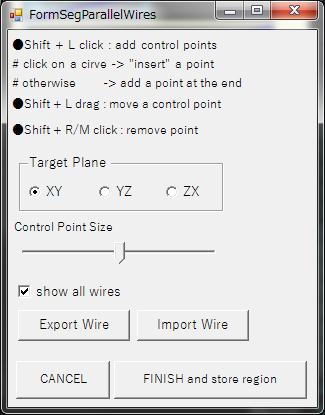 FormSegParallelWires
●Shift + L click : add control points
# click on a cirve -> "insert" a point
# otherwise -> add a point at the end
●Shift + L drag : move a control point
●Shift + R/M click : remove point
Target Plane
XY YZ ZX
Control Point Size
show all wires
Export Wire Import Wire
CANCEL FINISH and store region